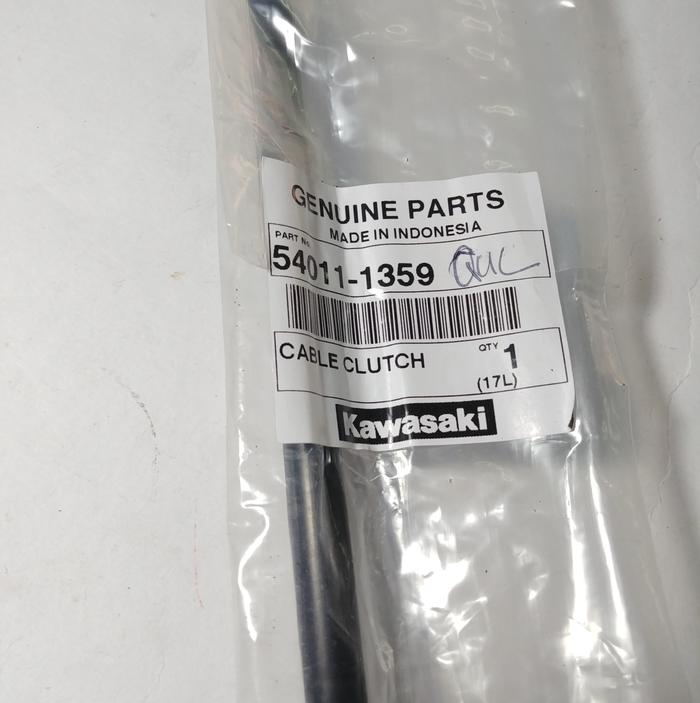 GENUINE PARTS
MADE IN INDONESIA
PART No.
54011-1359
CABLE CLUTCH QTY 1
(17L)
Kawasaki